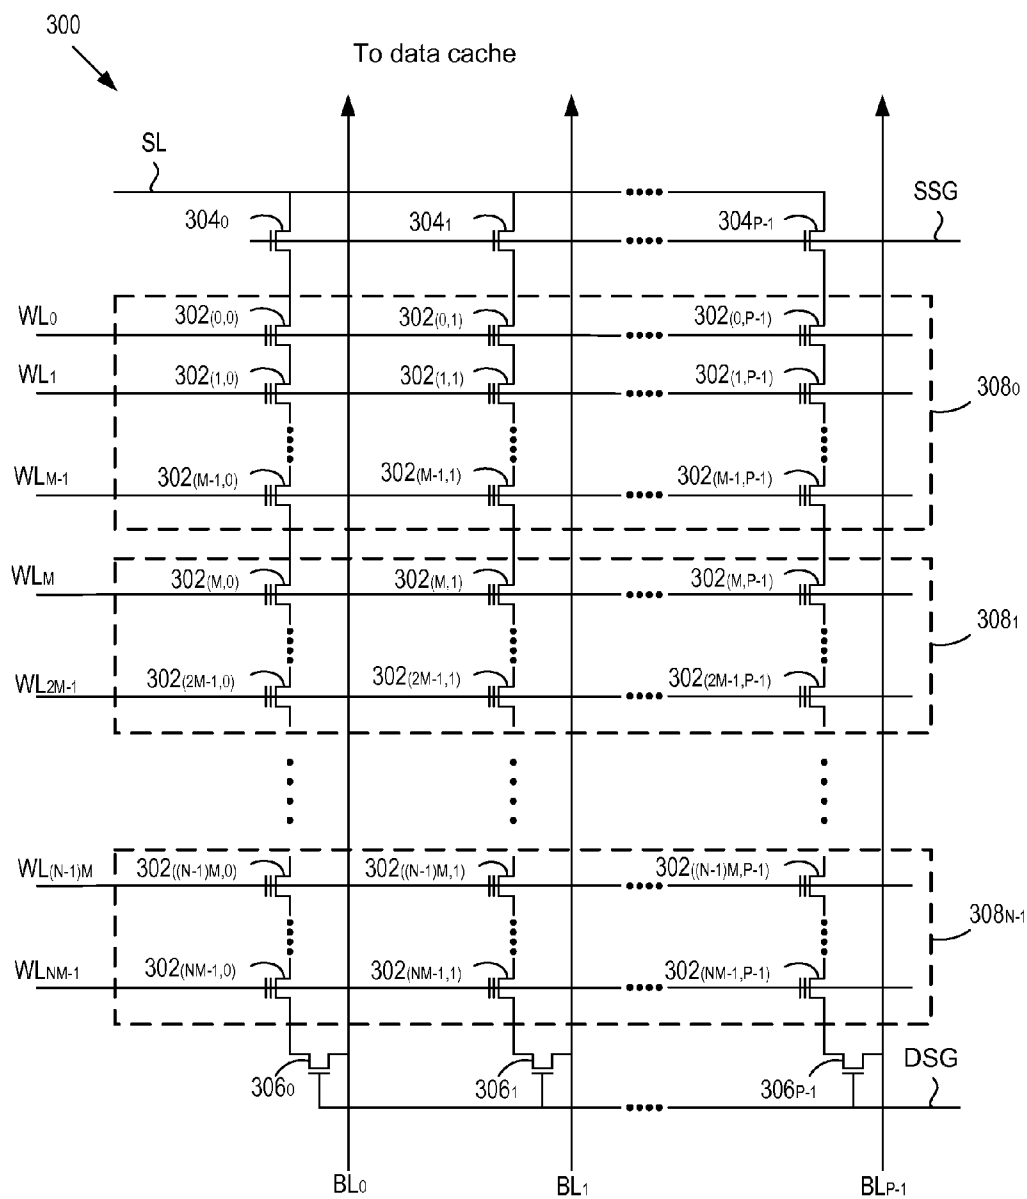 300
To data cache
SL
SSG
304₀ 304₁ 304P-1
WL₀ 302(0,0) 302(0,1) 302(0,P-1)
WL₁ 302(1,0) 302(1,1) 302(1,P-1)
308₀
WLM-1 302(M-1,0) 302(M-1,1) 302(M-1,P-1)
WLM 302(M,0) 302(M,1) 302(M,P-1)
308₁
WL2M-1 302(2M-1,0) 302(2M-1,1) 302(2M-1,P-1)
WL(N-1)M 302((N-1)M,0) 302((N-1)M,1) 302((N-1)M,P-1)
308N-1
WLNM-1 302(NM-1,0) 302(NM-1,1) 302(NM-1,P-1)
DSG
306₀ 306₁ 306P-1
BL₀ BL₁ BLP-1